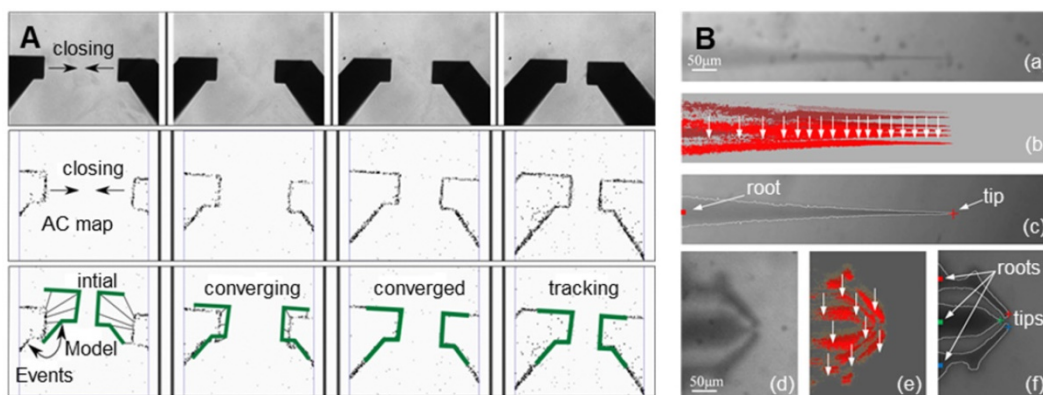 A
closing
closing
AC map
intial
converging
converged
tracking
Model
Events
B
50μm
(a)
(b)
root
tip
(c)
50μm
(d)
(e)
roots
tips
(f)